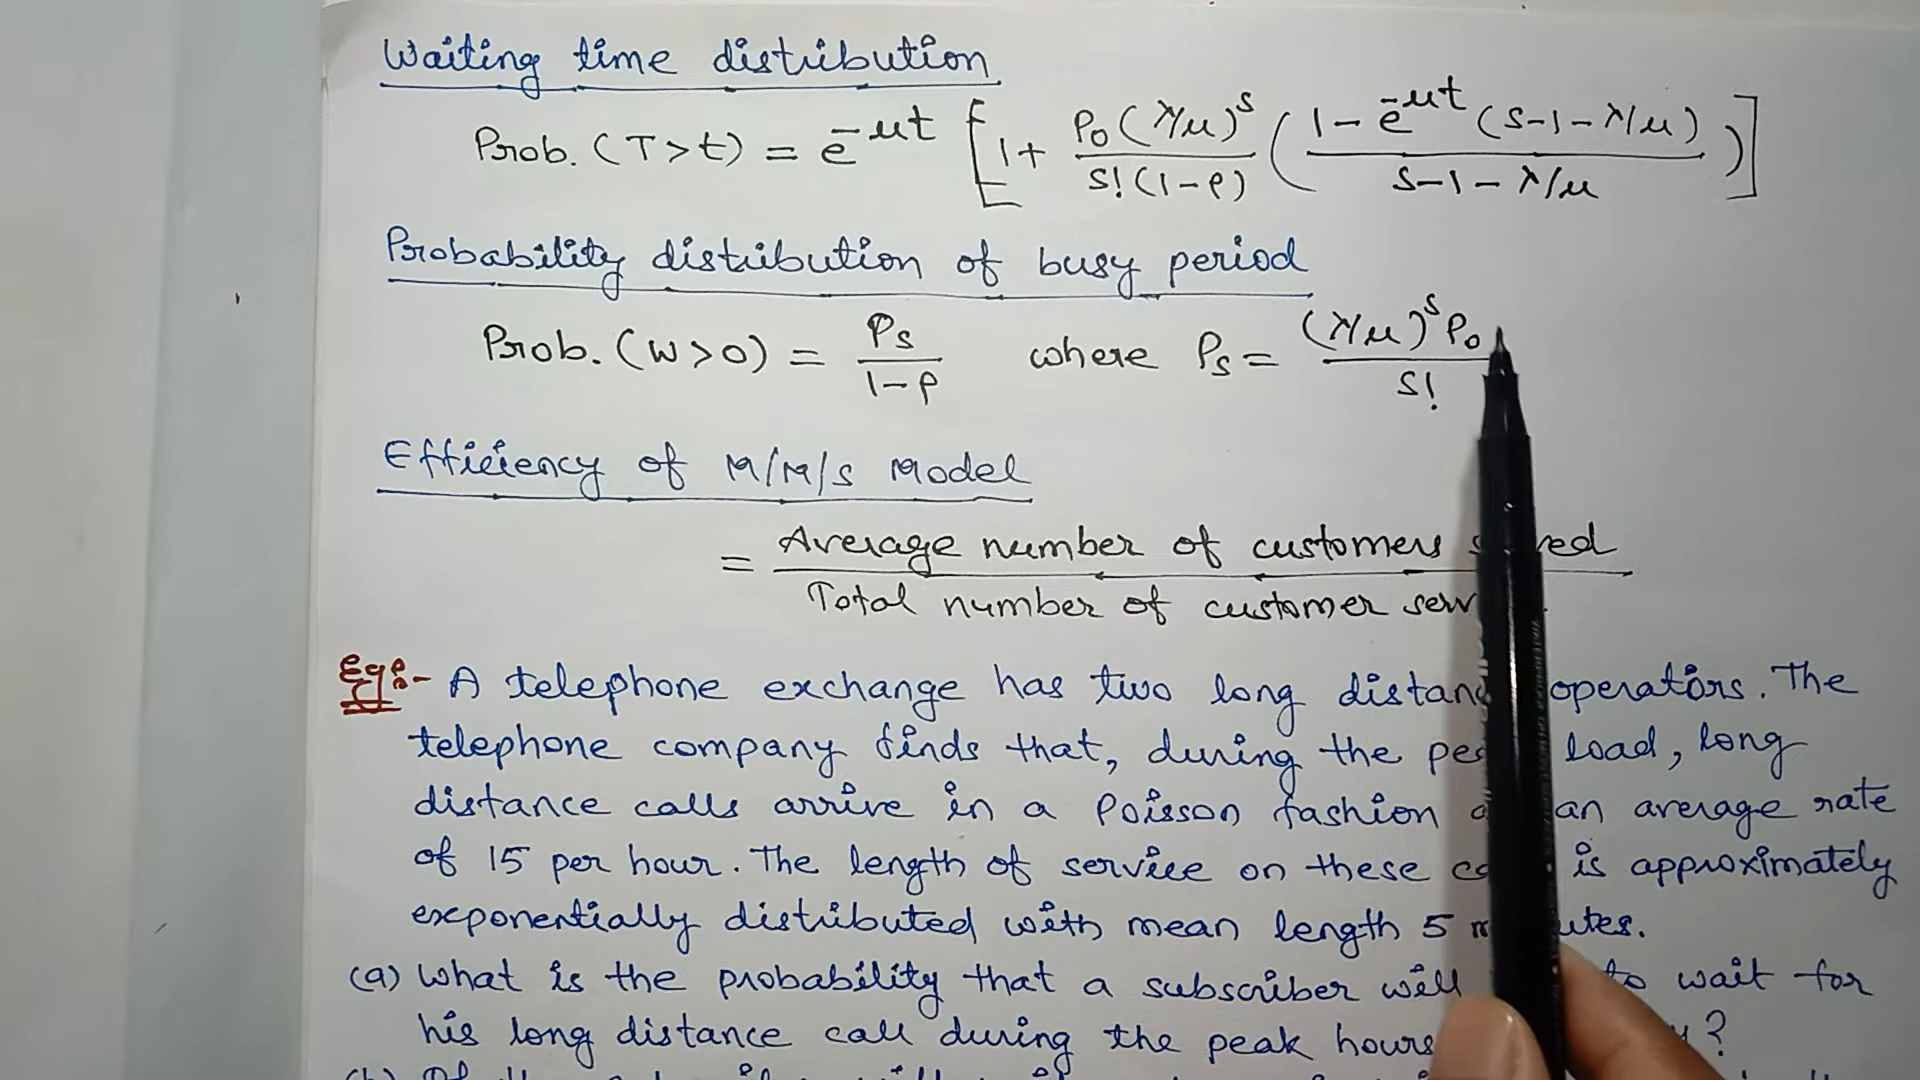 Waiting time distribution
Prob. (T>t) = e^-μt [1 + P0 (λ/μ)^s / s!(1-ρ) (1 - e^-μt (s-1-λ/μ) / s-1-λ/μ)]
Probability distribution of busy period
Prob. (W>0) = Ps / 1-ρ where Ps = (λ/μ)^s P0 / s!
Efficiency of M/M/S Model
= Average number of customers
Total number of customer
Eg:- A telephone exchange has two long operators. The
telephone company finds that, during the load, long
distance calls arrive in a Poisson fashion an average rate
of 15 per hour. The length of service on these is approximately
exponentially distributed with mean length 5
(a) What is the probability that a subscriber will to wait for
his long distance call during the peak hours ?